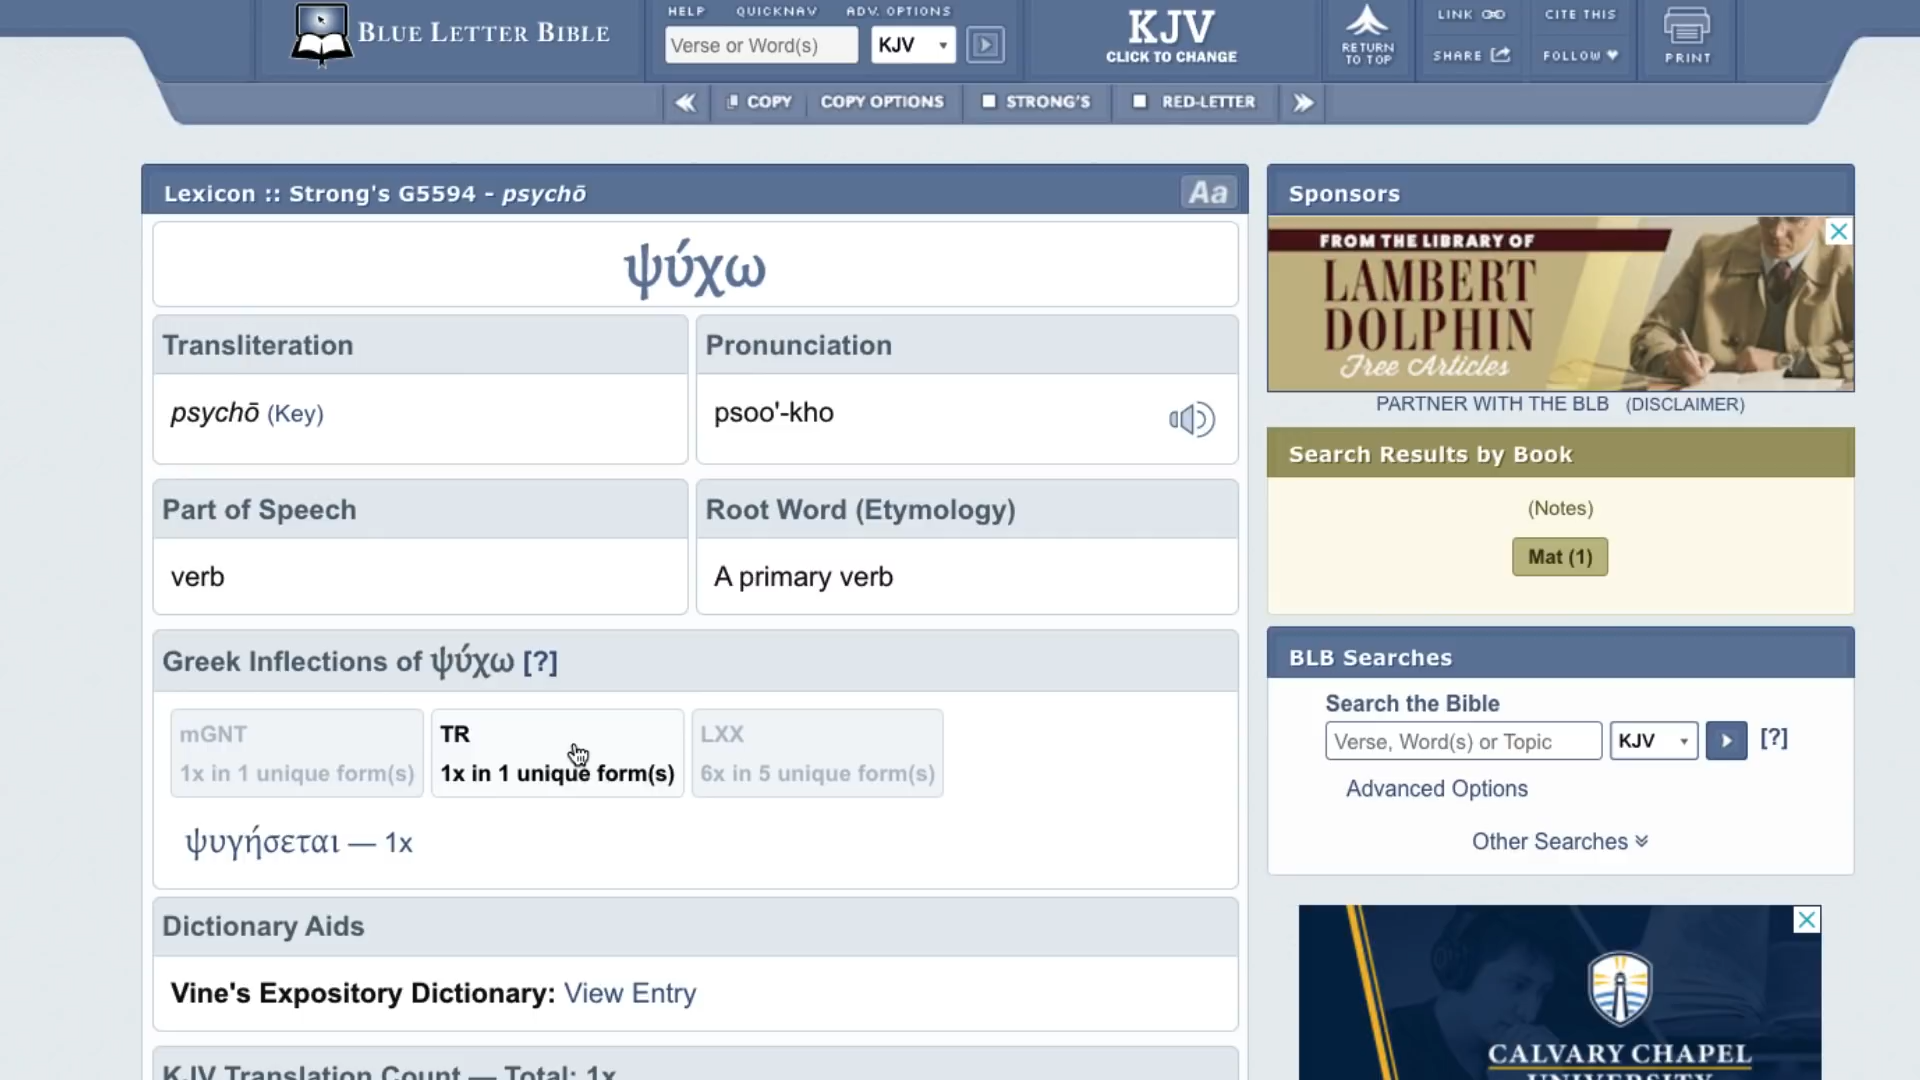 HELP QUICKNAV ADV. OPTIONS
BLUE LETTER BIBLE
Verse or Word(s) KJV
KJV
CLICK TO CHANGE
RETURN
TO TOP
LINK
SHARE
CITE THIS
FOLLOW
PRINT
COPY COPY OPTIONS STRONG'S RED-LETTER
Lexicon :: Strong's G5594 - psychō
Aa
ψύχω
Transliteration
psychō (Key)
Pronunciation
psoo'-kho
Part of Speech
verb
Root Word (Etymology)
A primary verb
Greek Inflections of ψύχω [?]
mGNT
1x in 1 unique form(s)
TR
1x in 1 unique form(s)
LXX
6x in 5 unique form(s)
ψυγήσεται — 1x
Dictionary Aids
Vine's Expository Dictionary: View Entry
KJV Translation Count — Total: 1x
Sponsors
FROM THE LIBRARY OF
LAMBERT
DOLPHIN
Free Articles
PARTNER WITH THE BLB (DISCLAIMER)
Search Results by Book
(Notes)
Mat (1)
BLB Searches
Search the Bible
Verse, Word(s) or Topic KJV [?]
Advanced Options
Other Searches
CALVARY CHAPEL
UNIVERSITY